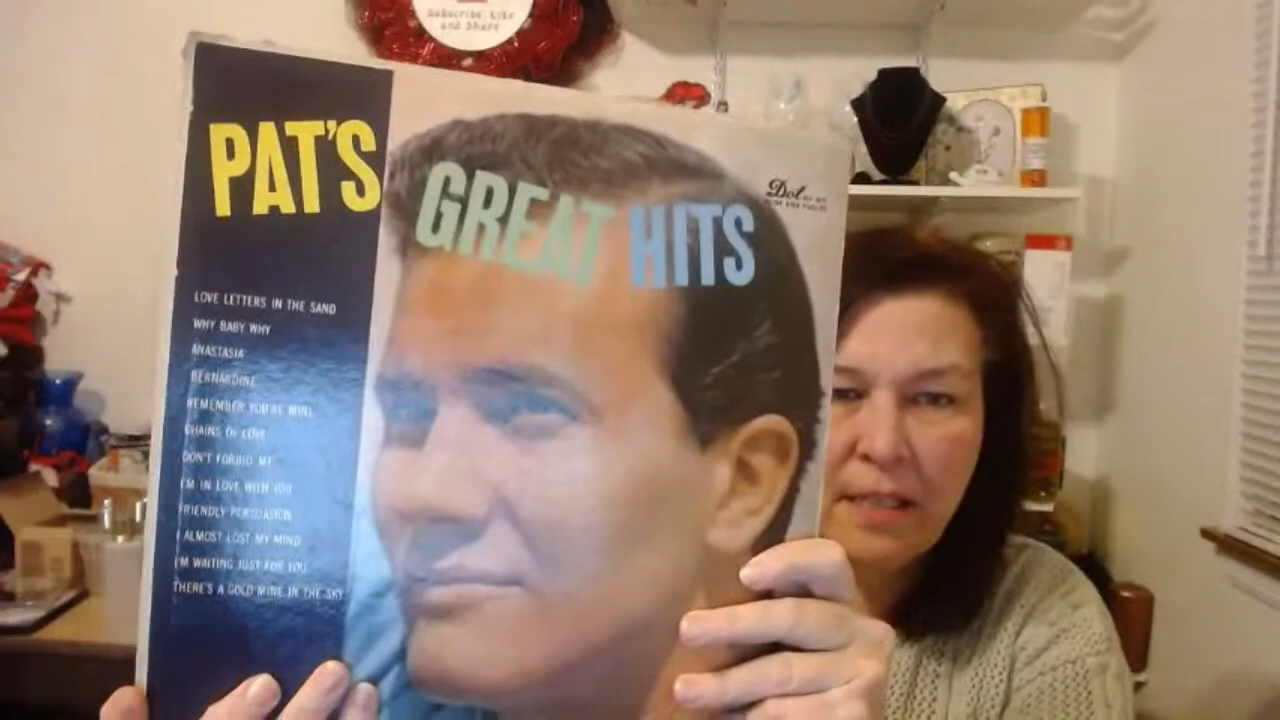 Subscribe, Like
and Share
PAT'S
GREAT HITS
Dot
LOVE LETTERS IN THE SAND
WHY BABY WHY
ANASTASIA
BERNARDINE
REMEMBER YOU'RE MINE
CHAINS OF LOVE
DON'T FORBID ME
I'M IN LOVE WITH YOU
FRIENDLY PERSUASION
I ALMOST LOST MY MIND
I'M WAITING JUST FOR YOU
THERE'S A GOLD MINE IN THE SKY